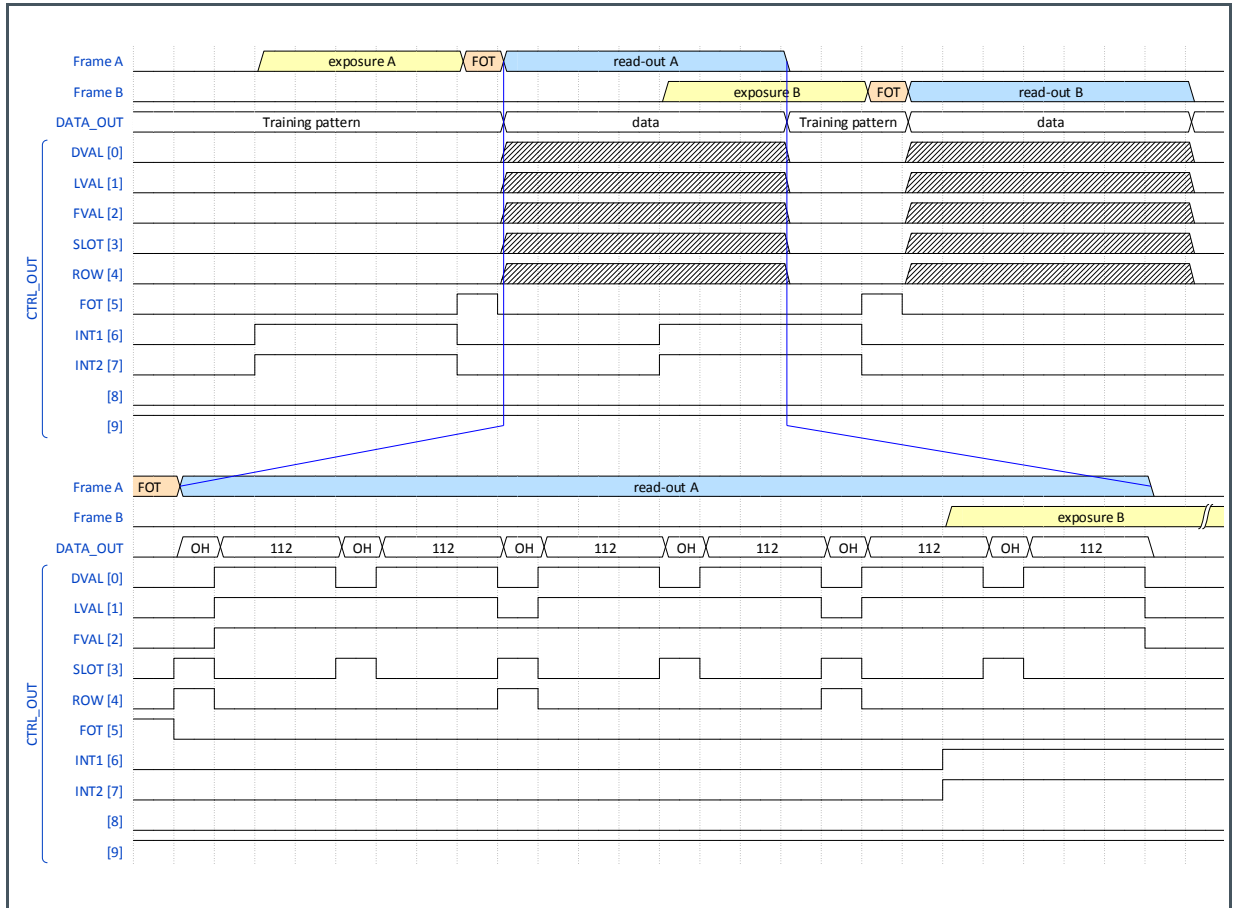 Frame A exposure A FOT read-out A
Frame B exposure B FOT read-out B
DATA_OUT Training pattern data Training pattern data
DVAL [0]
LVAL [1]
FVAL [2]
SLOT [3]
ROW [4]
CTRL_OUT
FOT [5]
INT1 [6]
INT2 [7]
[8]
[9]
Frame A FOT read-out A
Frame B exposure B
DATA_OUT OH 112 OH 112 OH 112 OH 112 OH 112 OH 112
DVAL [0]
LVAL [1]
FVAL [2]
SLOT [3]
ROW [4]
CTRL_OUT
FOT [5]
INT1 [6]
INT2 [7]
[8]
[9]